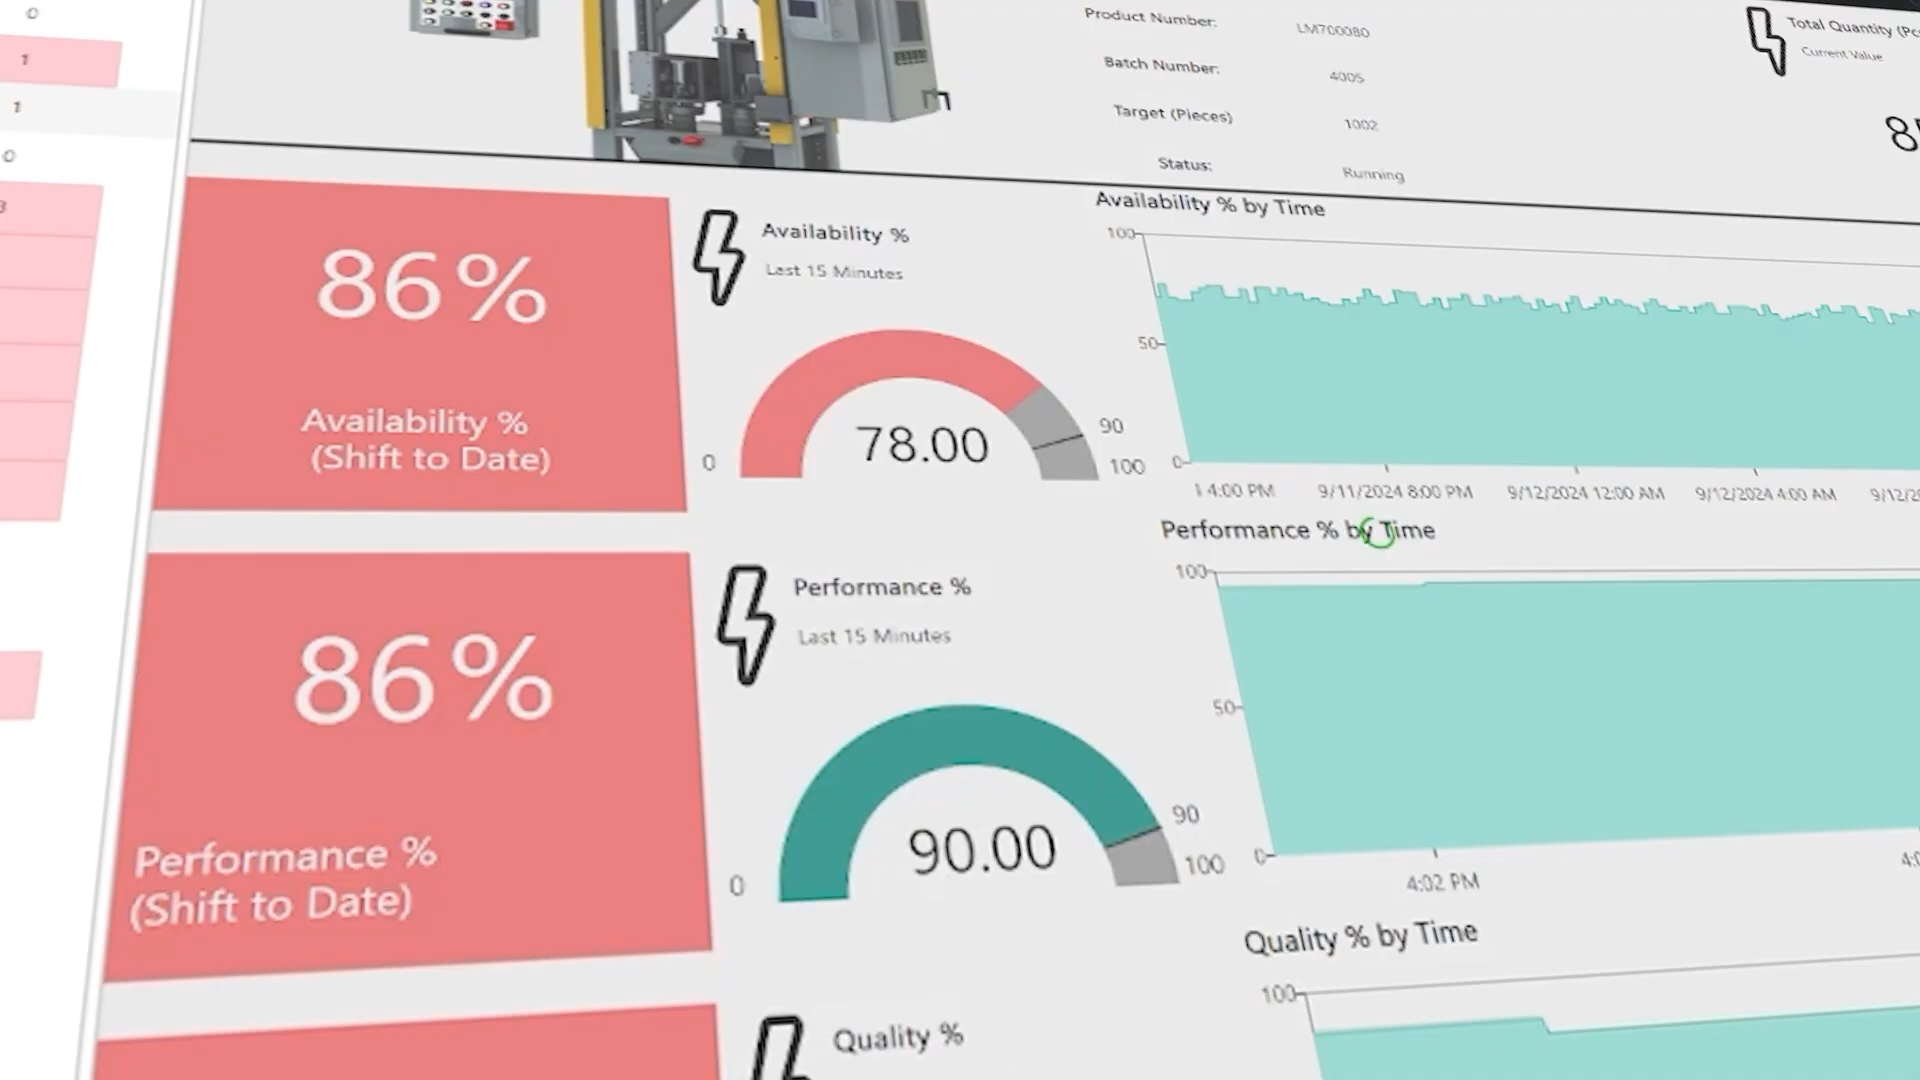 0
1
1
0
Product Number: LM700080
Batch Number: 4005
Target (Pieces) 1002
Status: Running
Total Quantity
Current Value
86%
Availability %
(Shift to Date)
Availability %
Last 15 Minutes
0
78.00
90
100
Availability % by Time
100
50
0
4:00 PM
9/11/2024 8:00 PM
9/12/2024 12:00 AM
9/12/2024 4:00 AM
86%
Performance %
(Shift to Date)
Performance %
Last 15 Minutes
0
90.00
90
100
Performance % by Time
100
50
0
4:02 PM
Quality %
Quality % by Time
100